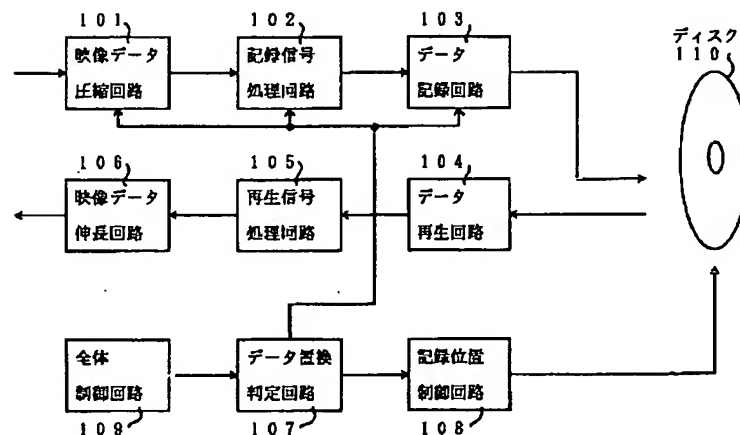 101
映像データ
圧縮回路
102
記録信号
処理回路
103
データ
記録回路
ディスク
110
106
映像データ
伸長回路
105
再生信号
処理回路
104
データ
再生回路
全体
制御回路
109
データ置換
判定回路
107
記録位置
制御回路
108